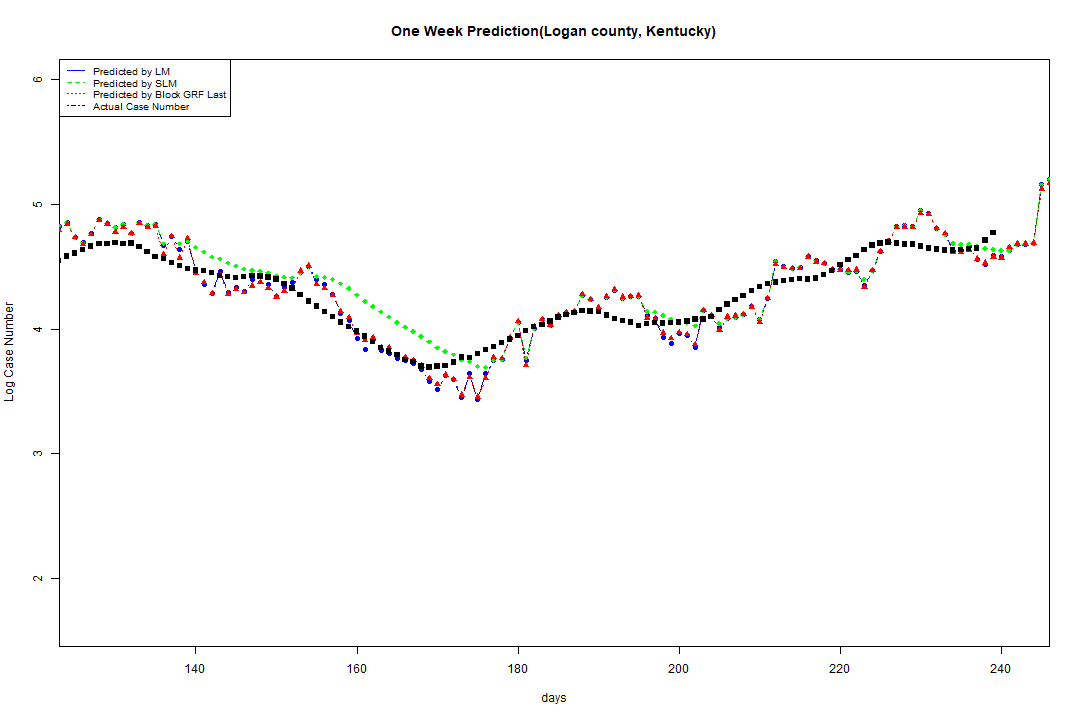 One Week Prediction(Logan county, Kentucky)
Predicted by LM
Predicted by SLM
Predicted by Block GRF Last
Actual Case Number
6
5
4
3
2
Log Case Number
140 160 180 200 220 240
days